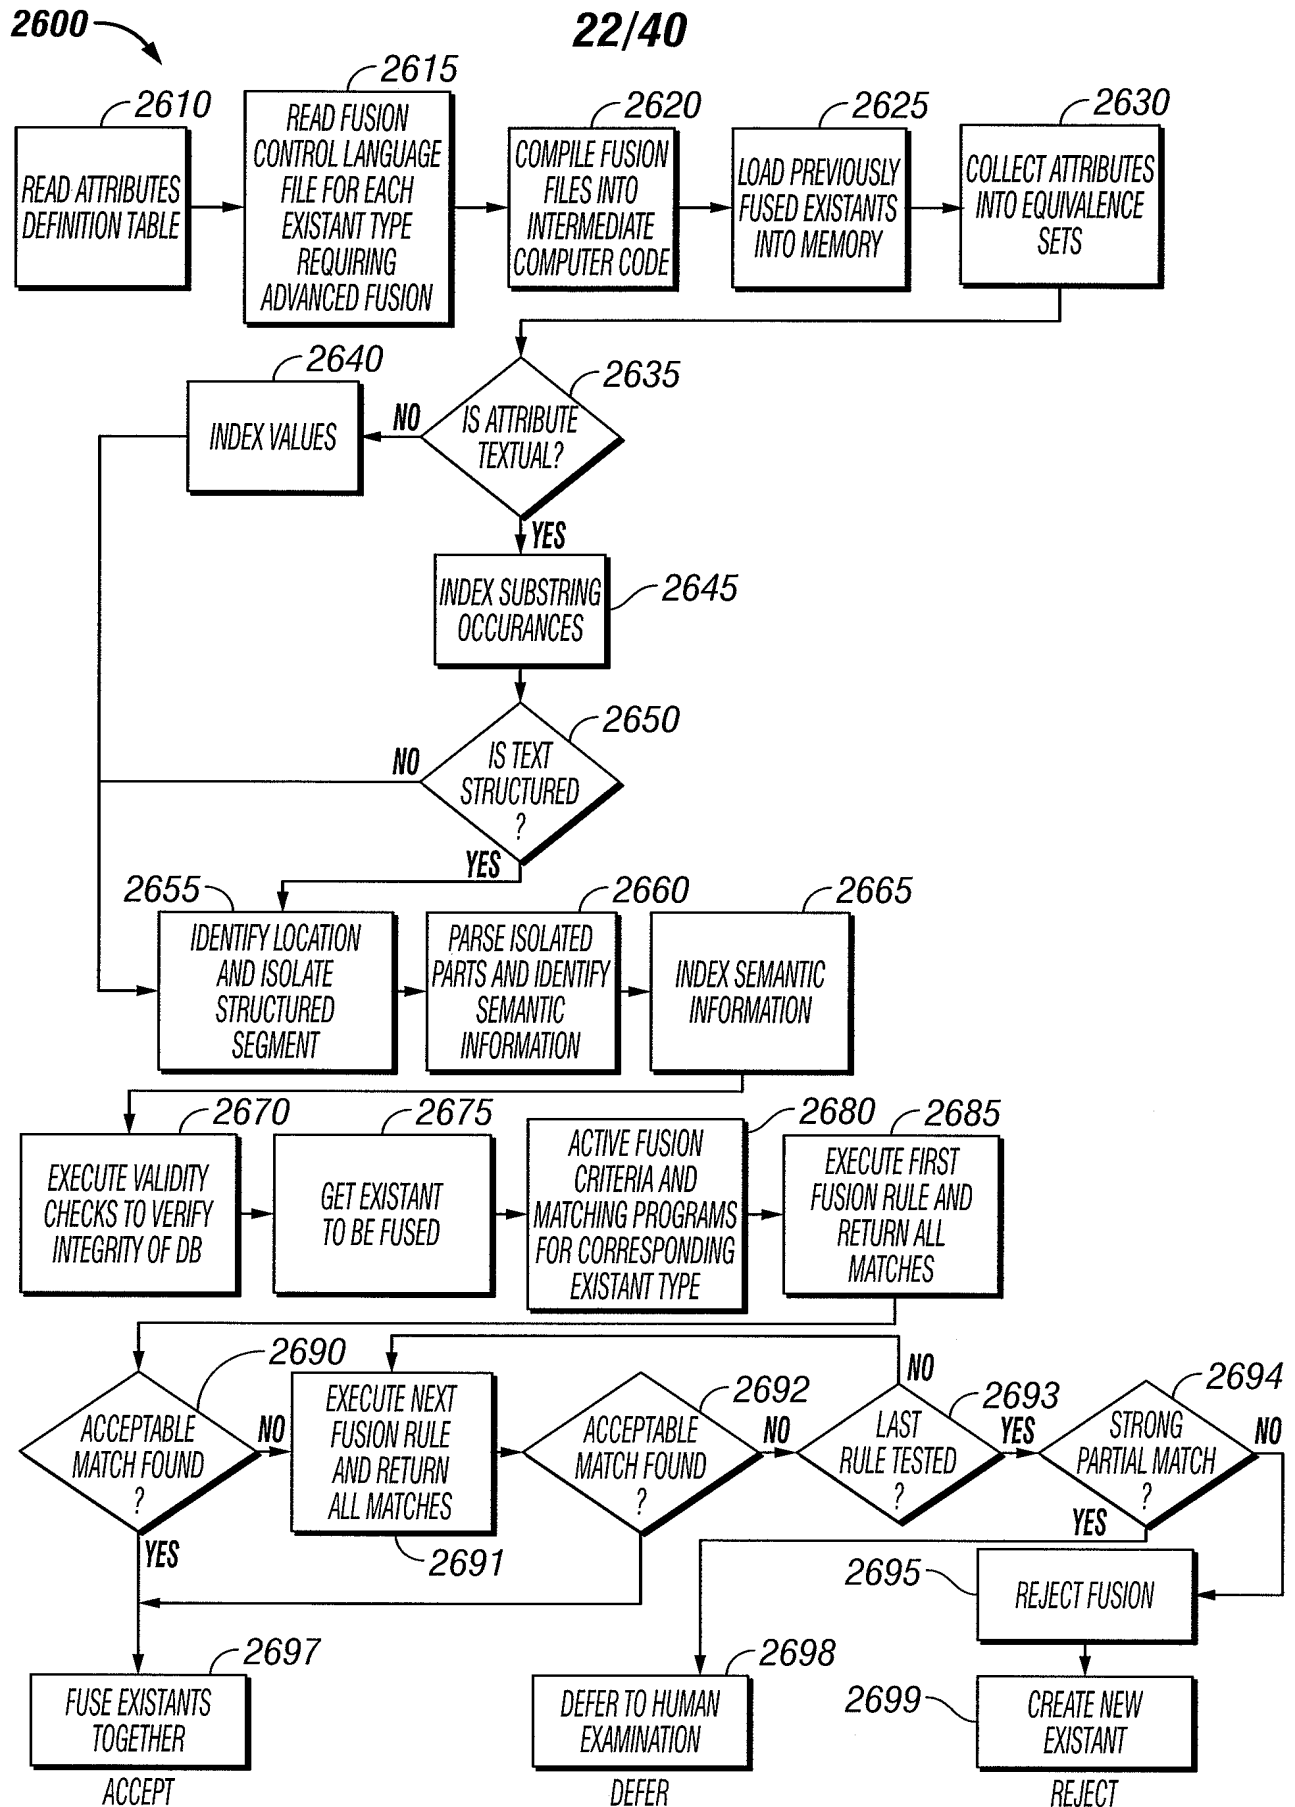 2600
22/40
2610
READ ATTRIBUTES
DEFINITION TABLE
2615
READ FUSION
CONTROL LANGUAGE
FILE FOR EACH
EXISTANT TYPE
REQUIRING
ADVANCED FUSION
2620
COMPILE FUSION
FILES INTO
INTERMEDIATE
COMPUTER CODE
2625
LOAD PREVIOUSLY
FUSED EXISTANTS
INTO MEMORY
2630
COLLECT ATTRIBUTES
INTO EQUIVALENCE
SETS
2635
IS ATTRIBUTE
TEXTUAL?
NO
2640
INDEX VALUES
YES
INDEX SUBSTRING
OCCURANCES
2645
2650
IS TEXT
STRUCTURED
?
NO
YES
2655
IDENTIFY LOCATION
AND ISOLATE
STRUCTURED
SEGMENT
2660
PARSE ISOLATED
PARTS AND IDENTIFY
SEMANTIC
INFORMATION
2665
INDEX SEMANTIC
INFORMATION
2670
EXECUTE VALIDITY
CHECKS TO VERIFY
INTEGRITY OF DB
2675
GET EXISTANT
TO BE FUSED
2680
ACTIVE FUSION
CRITERIA AND
MATCHING PROGRAMS
FOR CORRESPONDING
EXISTANT TYPE
2685
EXECUTE FIRST
FUSION RULE AND
RETURN ALL
MATCHES
2690
ACCEPTABLE
MATCH FOUND
?
NO
YES
EXECUTE NEXT
FUSION RULE
AND RETURN
ALL MATCHES
2691
2692
ACCEPTABLE
MATCH FOUND
?
NO
2693
LAST
RULE TESTED
?
NO
YES
2694
STRONG
PARTIAL MATCH
?
NO
YES
2695
REJECT FUSION
2697
FUSE EXISTANTS
TOGETHER
ACCEPT
2698
DEFER TO HUMAN
EXAMINATION
DEFER
2699
CREATE NEW
EXISTANT
REJECT